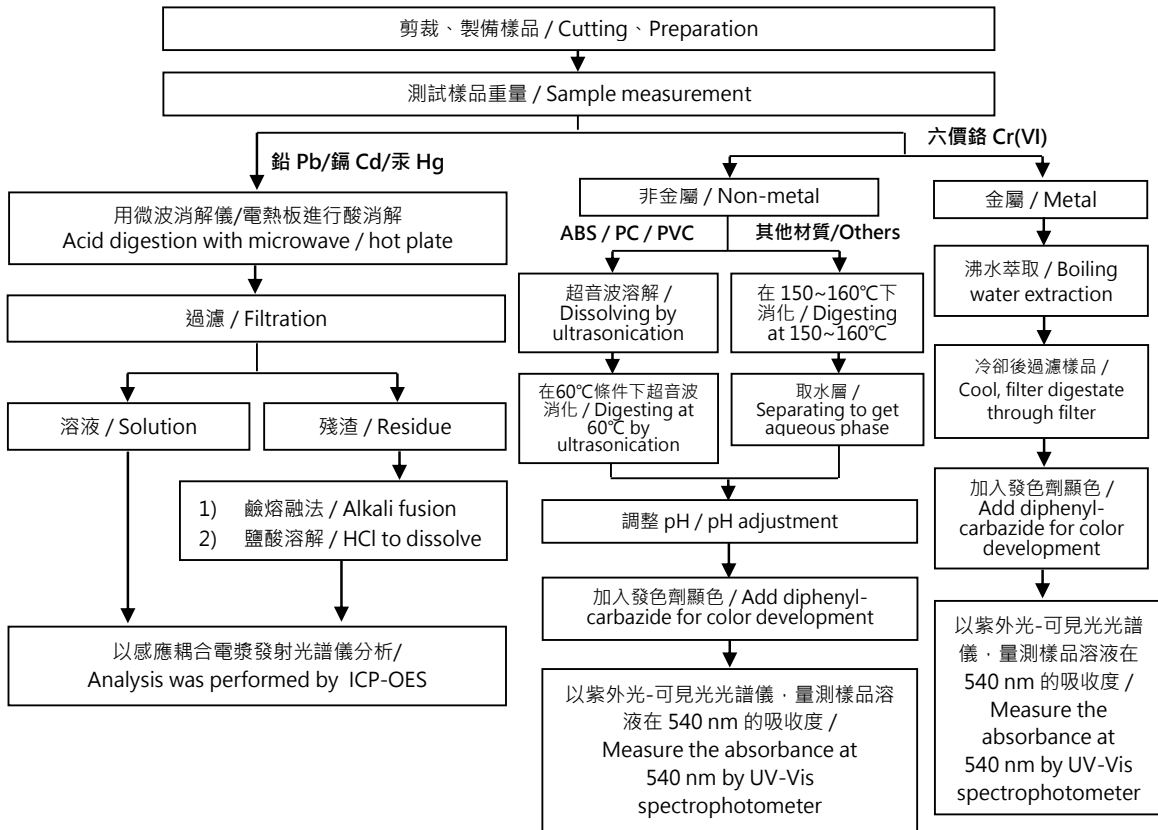 剪裁、製備樣品 / Cutting、Preparation
測試樣品重量 / Sample measurement
鉛 Pb/鎘 Cd/汞 Hg
六價鉻 Cr(VI)
用微波消解儀/電熱板進行酸消解
Acid digestion with microwave / hot plate
過濾 / Filtration
溶液 / Solution
殘渣 / Residue
1) 鹼熔融法 / Alkali fusion
2) 鹽酸溶解 / HCl to dissolve
以感應耦合電漿發射光譜儀分析/
Analysis was performed by ICP-OES
非金屬 / Non-metal
ABS / PC / PVC
其他材質/Others
超音波溶解 /
Dissolving by
ultrasonication
在60℃條件下超音波
消化 / Digesting at
60℃ by
ultrasonication
在 150~160℃下
消化 / Digesting
at 150~160℃
取水層 /
Separating to get
aqueous phase
調整 pH / pH adjustment
加入發色劑顯色 / Add diphenyl-
carbazide for color development
以紫外光-可見光光譜儀，量測樣品溶
液在 540 nm 的吸收度 /
Measure the absorbance at
540 nm by UV-Vis
spectrophotometer
金屬 / Metal
沸水萃取 / Boiling
water extraction
冷卻後過濾樣品 /
Cool, filter digestate
through filter
加入發色劑顯色 /
Add diphenyl-
carbazide for color
development
以紫外光-可見光光譜
儀，量測樣品溶液在
540 nm 的吸收度 /
Measure the
absorbance at
540 nm by UV-Vis
spectrophotometer